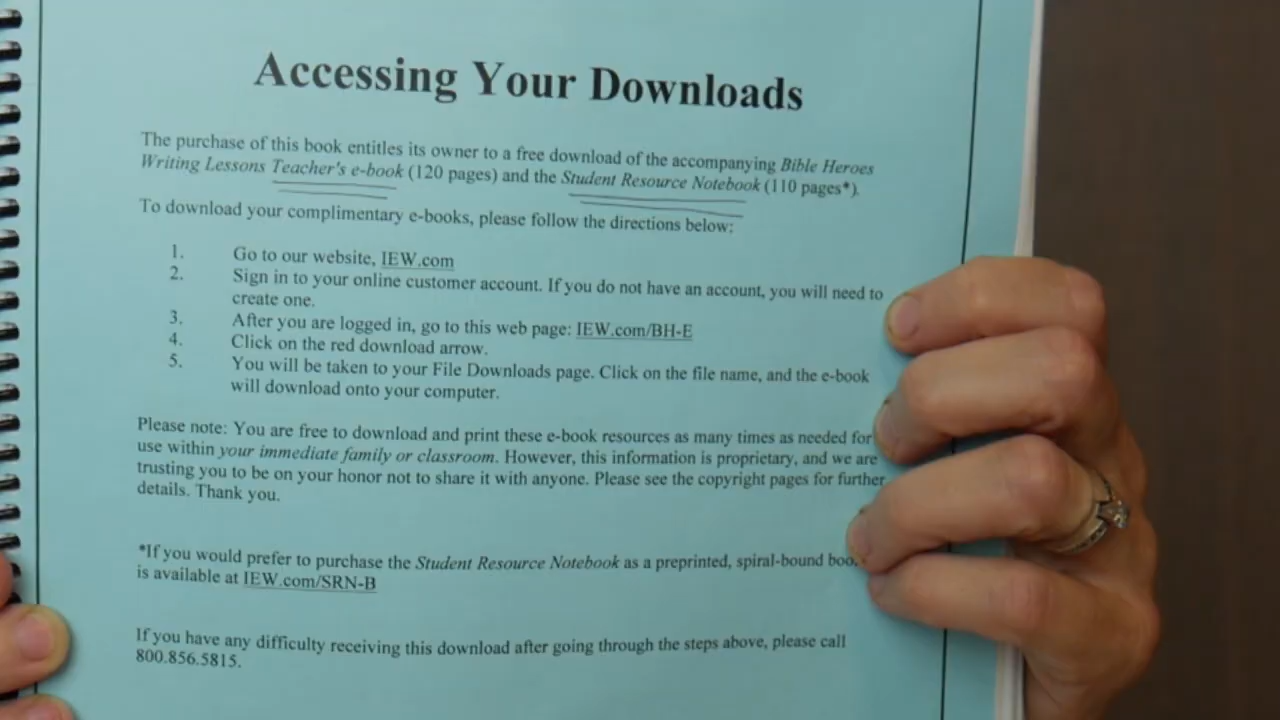 Accessing Your Downloads
The purchase of this book entitles its owner to a free download of the accompanying Bible Heroes
Writing Lessons Teacher's e-book (120 pages) and the Student Resource Notebook (110 pages*).
To download your complimentary e-books, please follow the directions below:
1. Go to our website, IEW.com
2. Sign in to your online customer account. If you do not have an account, you will need to
create one.
3. After you are logged in, go to this web page: IEW.com/BH-E
4. Click on the red download arrow.
5. You will be taken to your File Downloads page. Click on the file name, and the e-book
will download onto your computer.
Please note: You are free to download and print these e-book resources as many times as needed for
use within your immediate family or classroom. However, this information is proprietary, and we are
trusting you to be on your honor not to share it with anyone. Please see the copyright pages for further
details. Thank you.
*If you would prefer to purchase the Student Resource Notebook as a preprinted, spiral-bound
is available at IEW.com/SRN-B
If you have any difficulty receiving this download after going through the steps above, please call
800.856.5815.